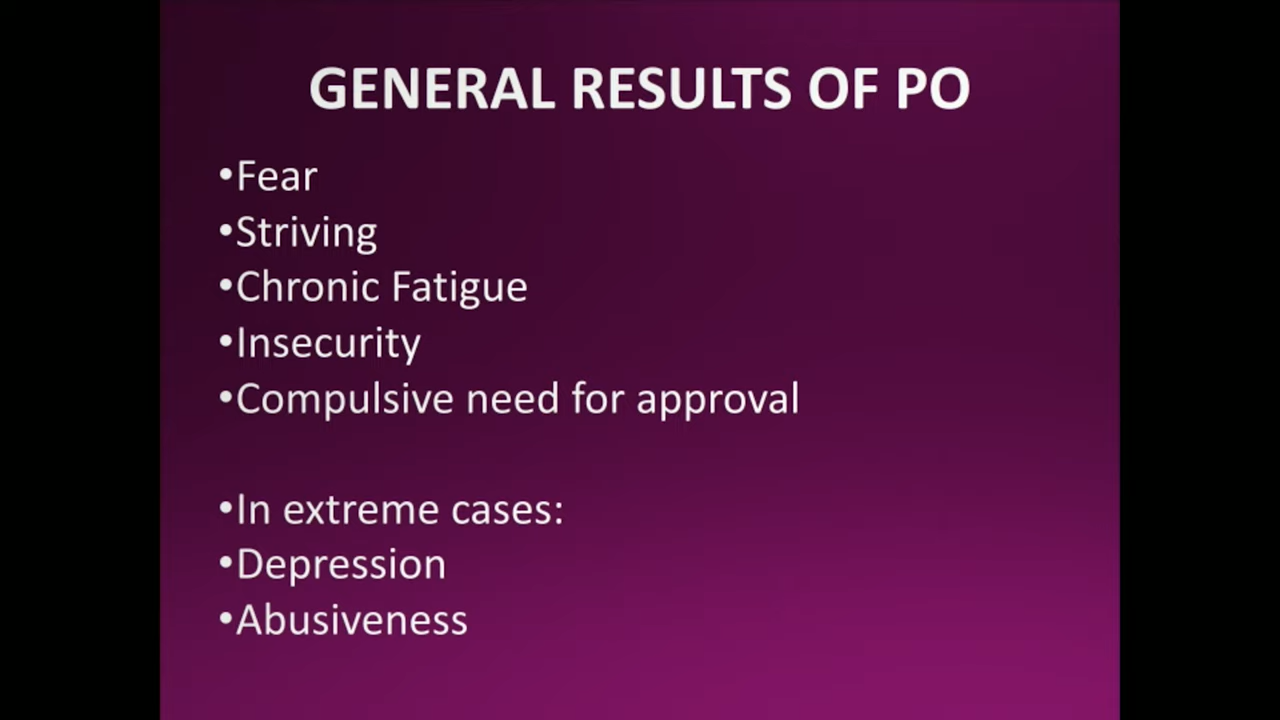 GENERAL RESULTS OF PO
•Fear
•Striving
•Chronic Fatigue
•Insecurity
•Compulsive need for approval
•In extreme cases:
•Depression
•Abusiveness